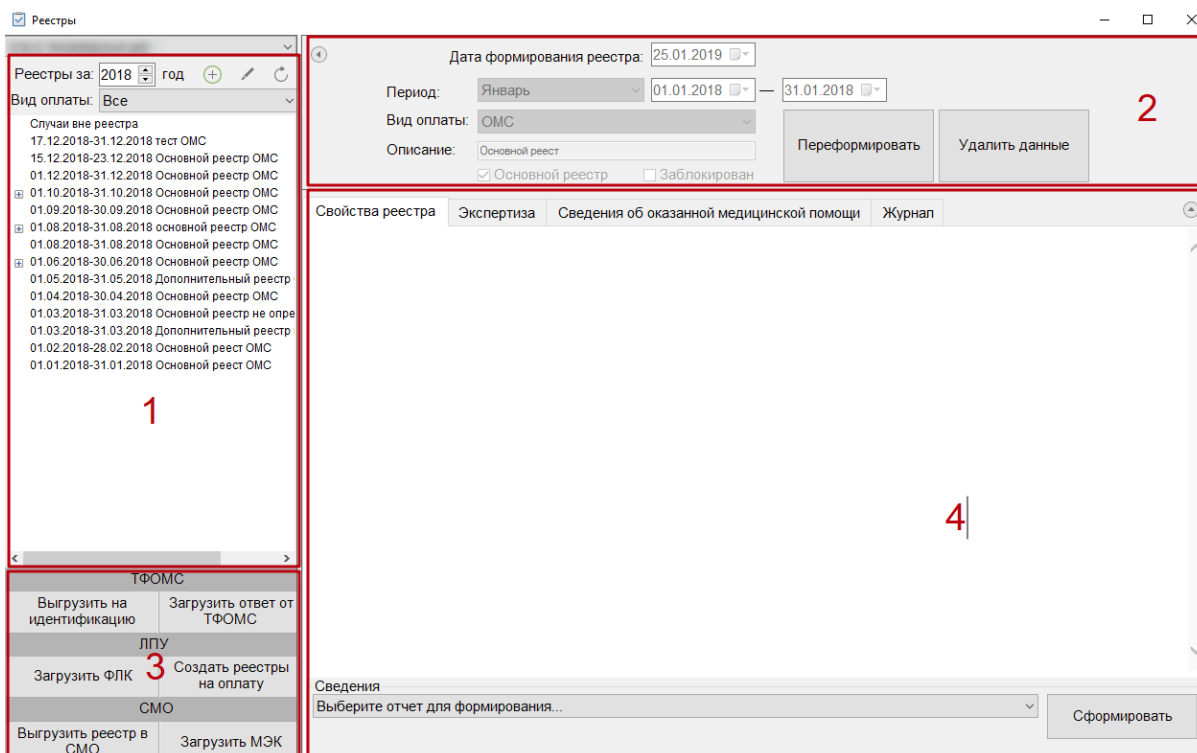 Реестры
Реестры за: 2018 год
Вид оплаты: Все
Случаи вне реестра
17.12.2018-31.12.2018 тест ОМС
15.12.2018-23.12.2018 Основной реестр ОМС
01.12.2018-31.12.2018 Основной реестр ОМС
01.10.2018-31.10.2018 Основной реестр ОМС
01.09.2018-30.09.2018 Основной реестр ОМС
01.08.2018-31.08.2018 основной реестр ОМС
01.08.2018-31.08.2018 Основной реестр ОМС
01.06.2018-30.06.2018 Основной реестр ОМС
01.05.2018-31.05.2018 Дополнительный реестр
01.04.2018-30.04.2018 Основной реестр ОМС
01.03.2018-31.03.2018 Основной реестр не опре
01.03.2018-31.03.2018 Дополнительный реестр
01.02.2018-28.02.2018 Основной реест ОМС
01.01.2018-31.01.2018 Основной реест ОМС
1
ТФОМС
Выгрузить на
идентификацию
Загрузить ответ от
ТФОМС
ЛПУ
Загрузить ФЛК
3
Создать реестры
на оплату
СМО
Выгрузить реестр в
СМО
Загрузить МЭК
Дата формирования реестра: 25.01.2019
Период: Январь 01.01.2018 — 31.01.2018
Вид оплаты: ОМС
Описание: Основной реест
Основной реестр Заблокирован
Переформировать
Удалить данные
2
Свойства реестра Экспертиза Сведения об оказанной медицинской помощи Журнал
4
Сведения
Выберите отчет для формирования...
Сформировать